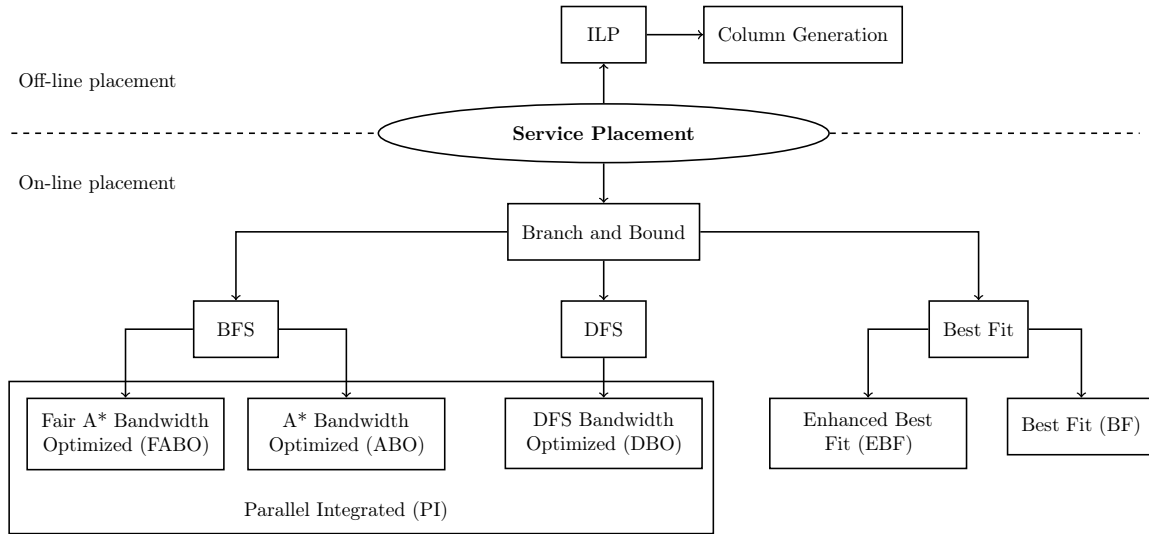 ILP
Column Generation
Off-line placement
Service Placement
On-line placement
Branch and Bound
BFS
DFS
Best Fit
Fair A* Bandwidth
Optimized (FABO)
A* Bandwidth
Optimized (ABO)
DFS Bandwidth
Optimized (DBO)
Enhanced Best
Fit (EBF)
Best Fit (BF)
Parallel Integrated (PI)